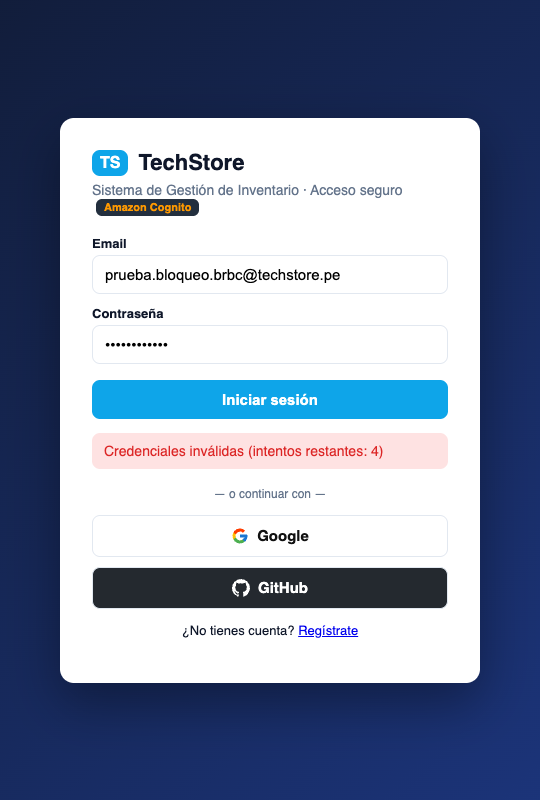 TS TechStore
Sistema de Gestión de Inventario · Acceso seguro
Amazon Cognito
Email
prueba.bloqueo.brbc@techstore.pe
Contraseña
••••••••••••
Iniciar sesión
Credenciales inválidas (intentos restantes: 4)
— o continuar con —
Google
GitHub
¿No tienes cuenta? Regístrate